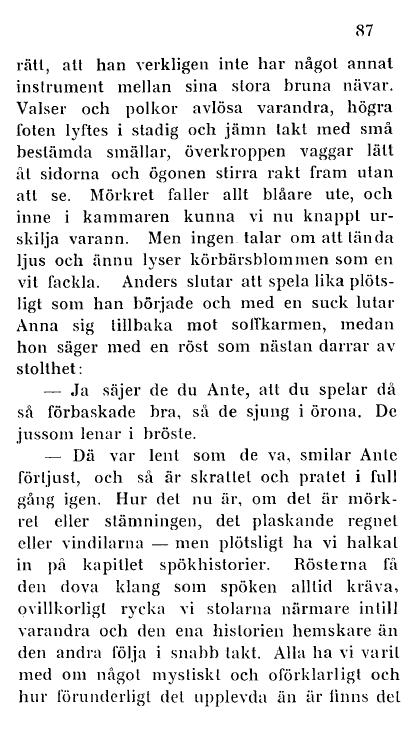 87
rätt, att han verkligen inte har något annat
instrument mellan sina stora bruna nävar.
Valser och polkor avlösa varandra, högra
foten lyftes i stadig och jämn takt med små
bestämda smällar, överkroppen vaggar lätt
åt sidorna och ögonen stirra rakt fram utan
att se. Mörkret faller allt blåare ute, och
inne i kammaren kunna vi nu knappt ur-
skilja varann. Men ingen talar om att tända
ljus och ännu lyser körbärsblommen som en
vit fackla. Anders slutar att spela lika plöts-
ligt som han började och med en suck lutar
Anna sig tillbaka mot soffkarmen, medan
hon säger med en röst som nästan darrar av
stolthet:
— Ja säjer de du Ante, att du spelar då
så förbaskade bra, så de sjung i örona. De
jussom lenar i bröste.
— Dä var lent som de va, smilar Ante
förtjust, och så är skrattet och pratet i full
gång igen. Hur det nu är, om det är mörk-
ret eller stämningen, det plaskande regnet
eller vindilarna — men plötsligt ha vi halkat
in på kapitlet spökhistorier. Rösterna få
den dova klang som spöken alltid kräva,
ovillkorligt rycka vi stolarna närmare intill
varandra och den ena historien hemskare än
den andra följa i snabb takt. Alla ha vi varit
med om något mystiskt och oförklarligt och
hur förunderligt det upplevda än är finns det